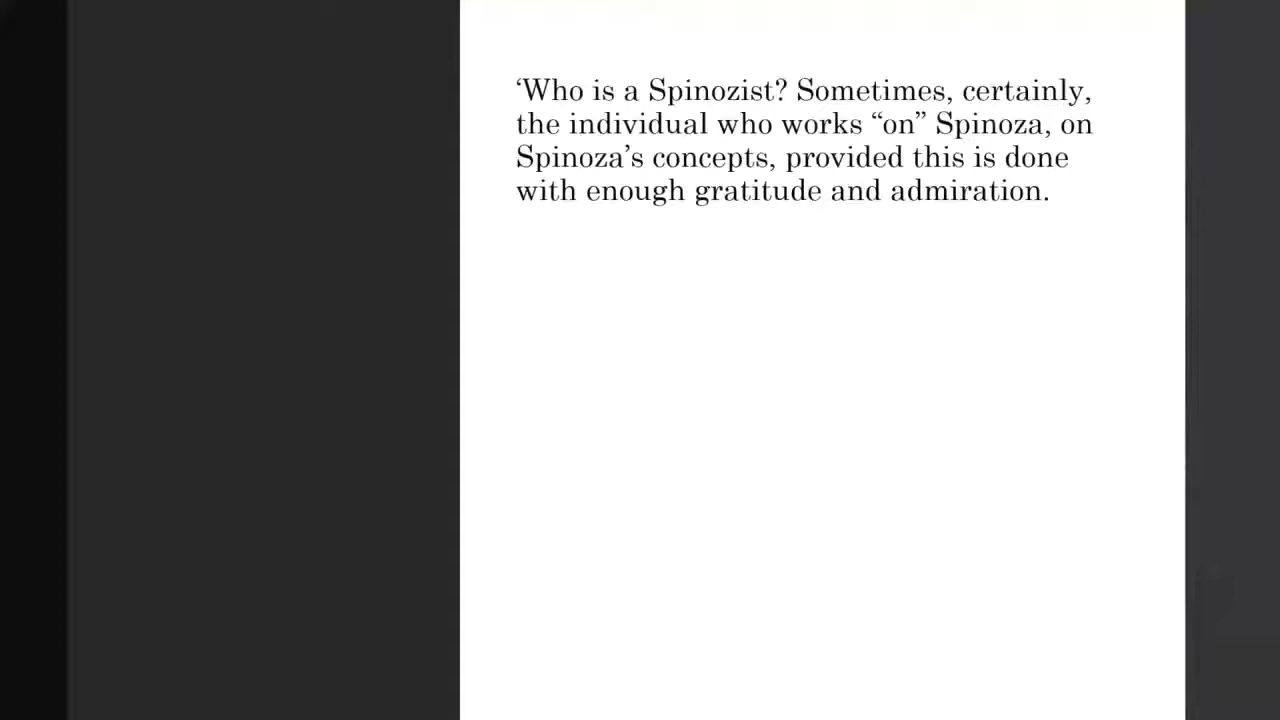 ‘Who is a Spinozist? Sometimes, certainly,
the individual who works “on” Spinoza, on
Spinoza’s concepts, provided this is done
with enough gratitude and admiration.